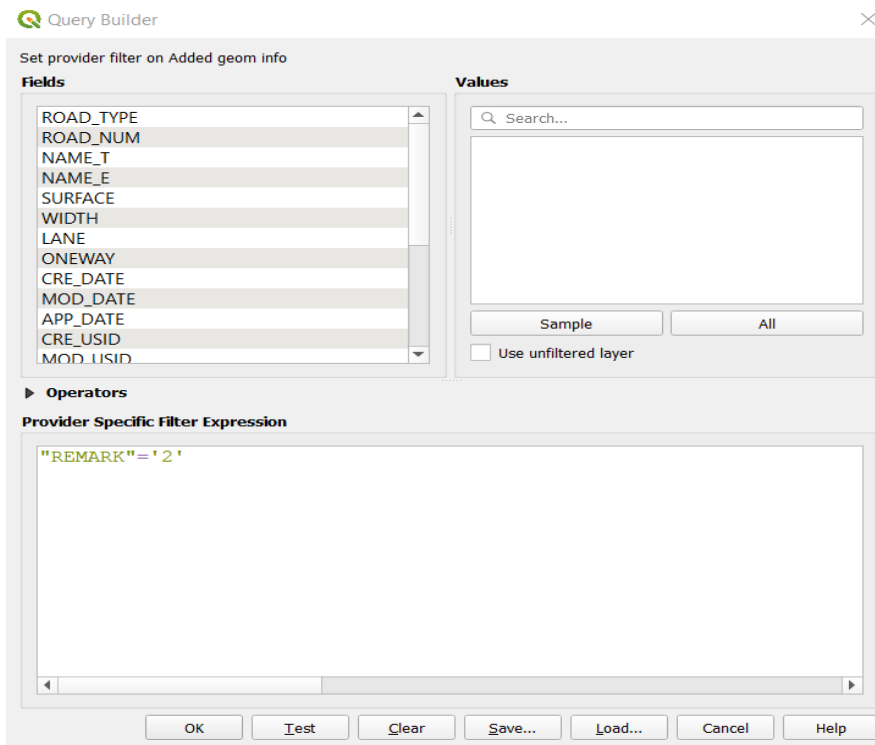 Query Builder
Set provider filter on Added geom info
Fields
ROAD_TYPE
ROAD_NUM
NAME_T
NAME_E
SURFACE
WIDTH
LANE
ONEWAY
CRE_DATE
MOD_DATE
APP_DATE
CRE_USID
MOD_USID
Values
Search...
Sample All
Use unfiltered layer
Operators
Provider Specific Filter Expression
"REMARK"='2'
OK Test Clear Save... Load... Cancel Help